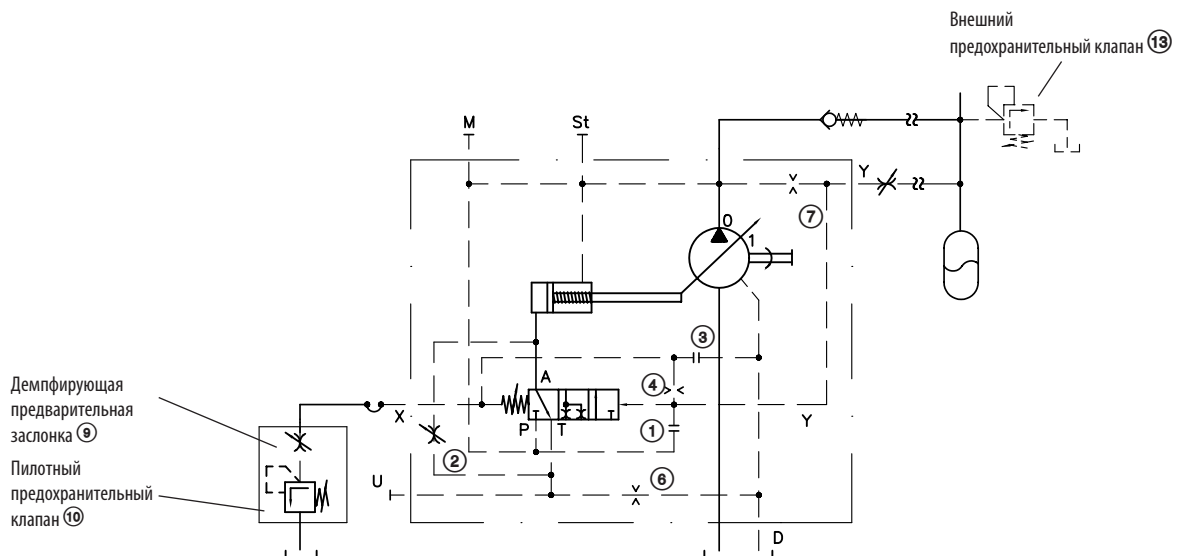 Внешний
предохранительный клапан ⑬
M
St
Y
⑦
0
1
③
Демпфирующая
предварительная
заслонка ⑨
A
④
X
P
T
T
T
①
Y
②
Пилотный
предохранительный
клапан ⑩
U
⑥
D